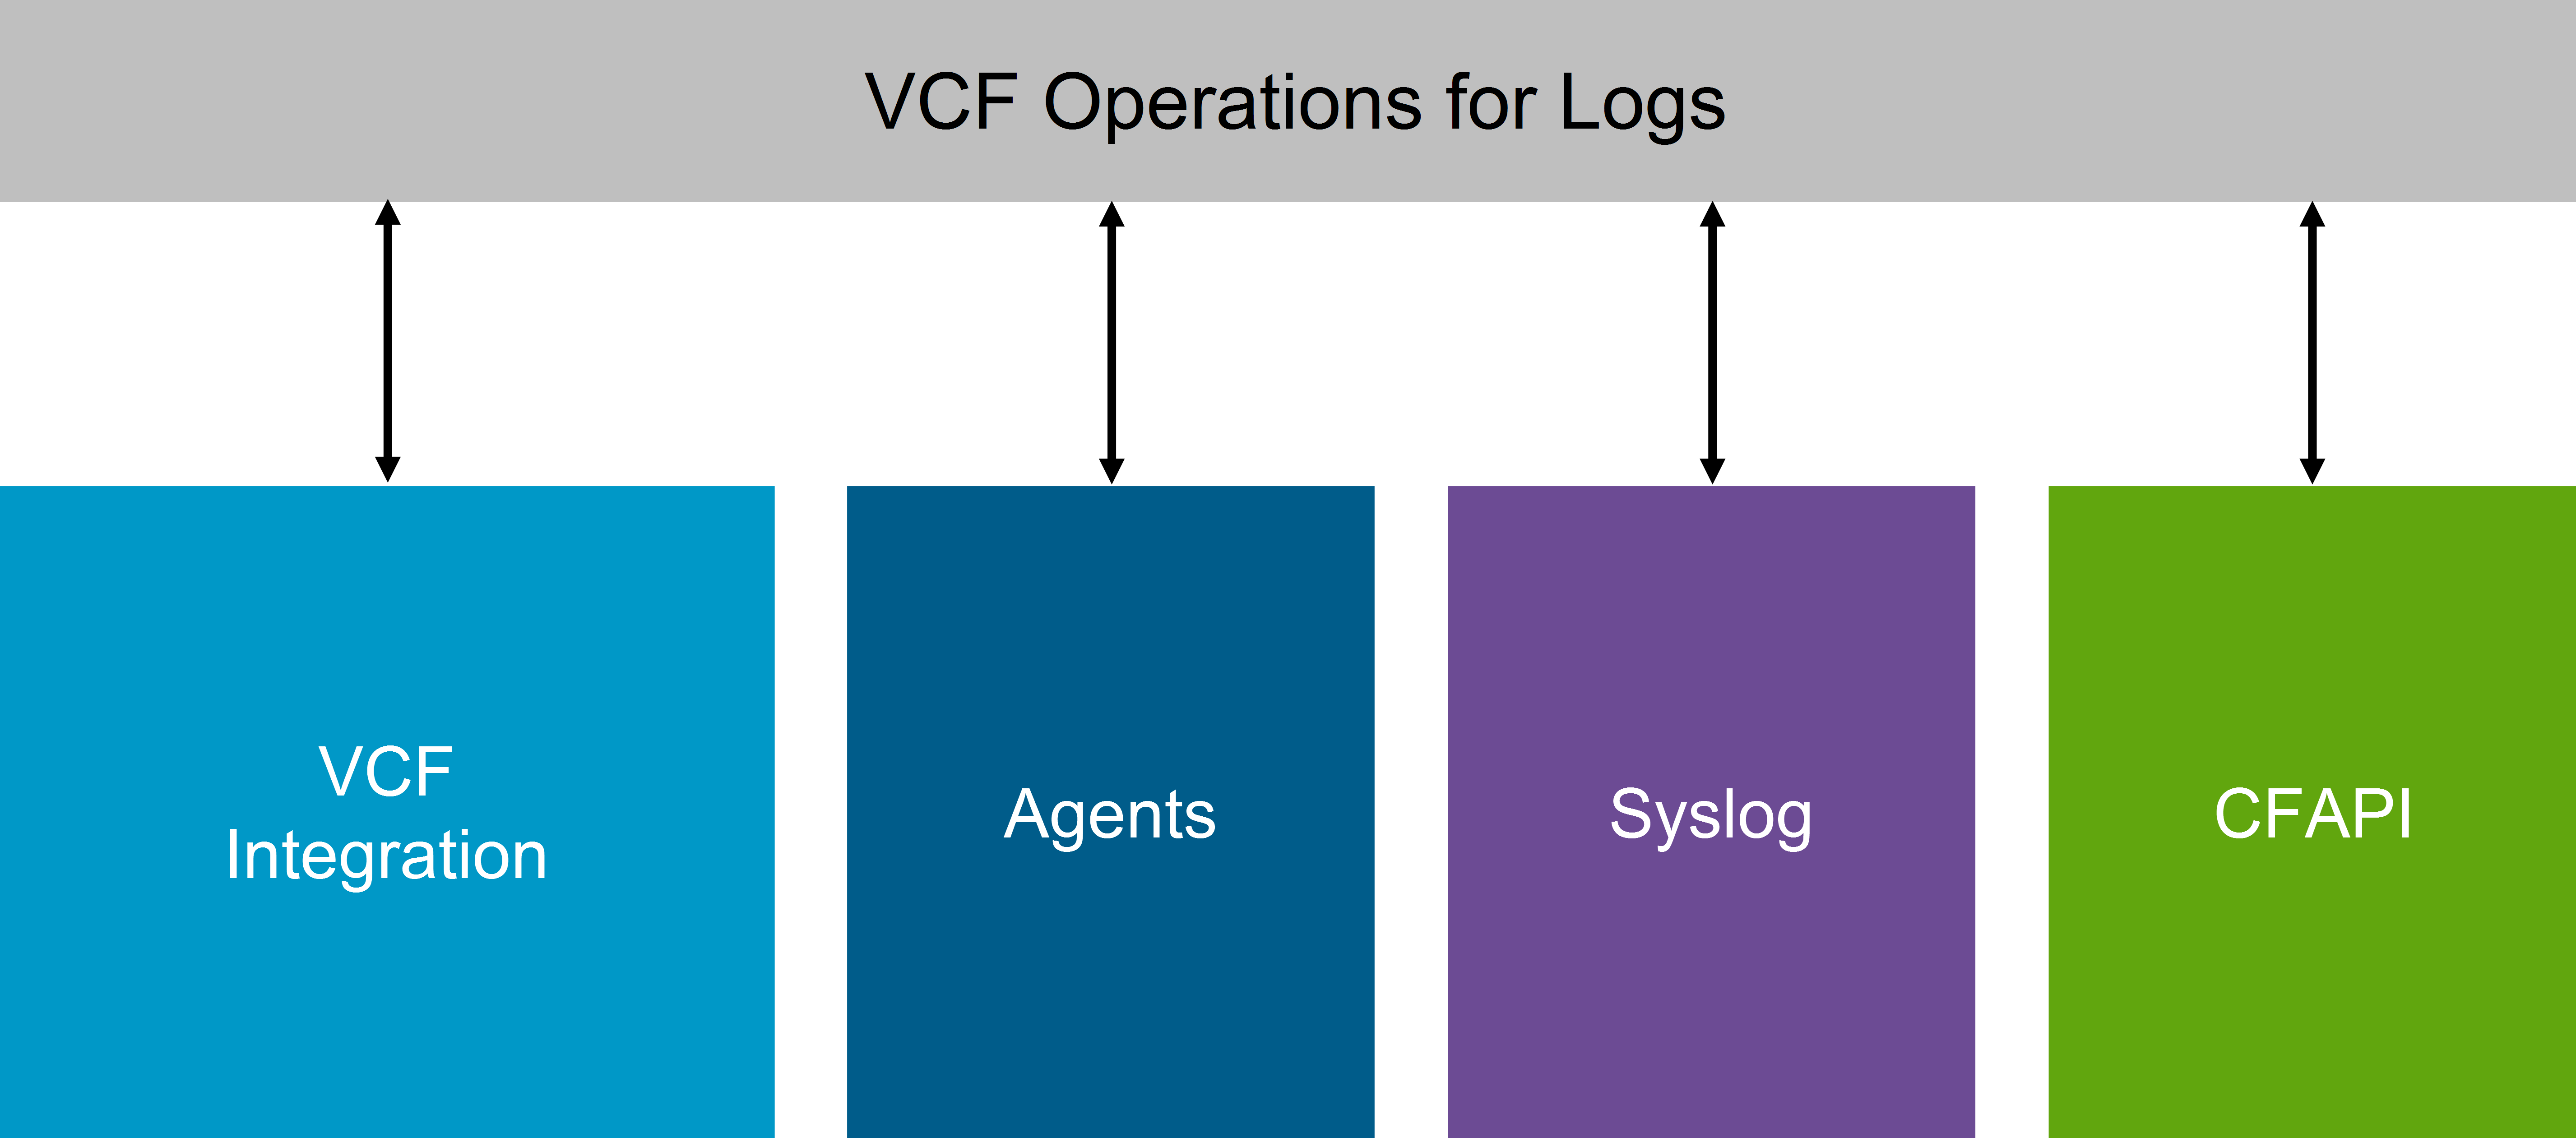 VCF Operations for Logs
VCF
Integration
Agents
Syslog
CFAPI